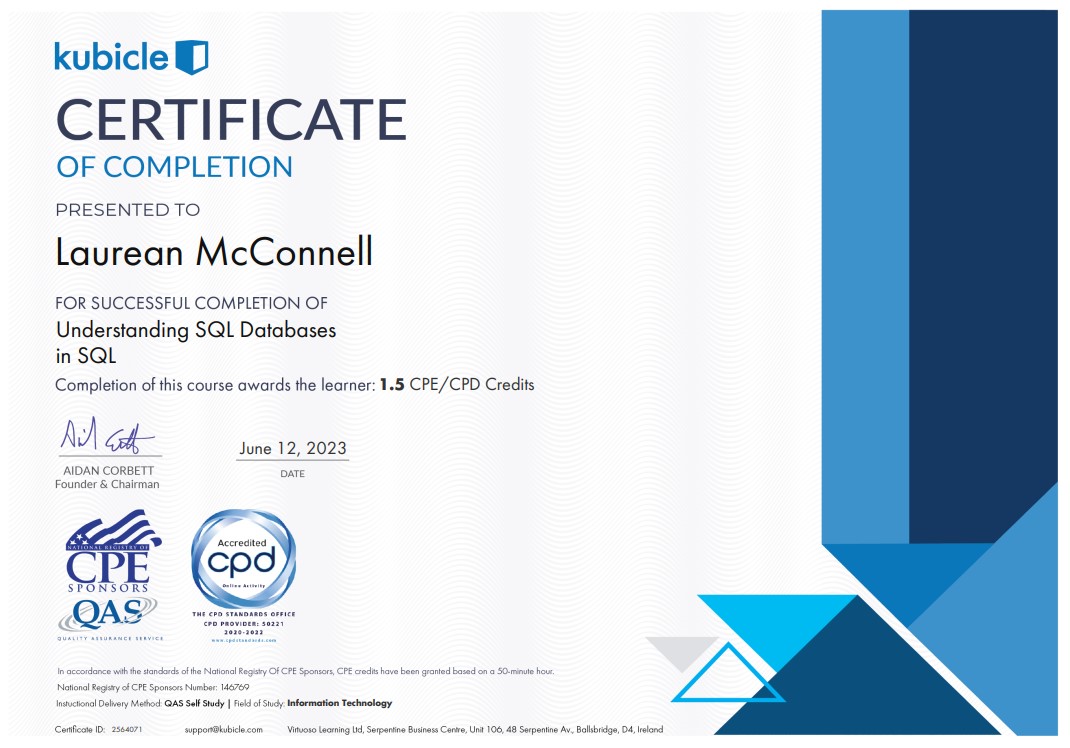 kubicle
CERTIFICATE
OF COMPLETION
PRESENTED TO
Laurean McConnell
FOR SUCCESSFUL COMPLETION OF
Understanding SQL Databases
in SQL
Completion of this course awards the learner: 1.5 CPE/CPD Credits
June 12, 2023
AIDAN CORBETT
Founder & Chairman
DATE
NATIONAL REGISTRY OF
CPE
SPONSORS
QAS
QUALITY ASSURANCE SERVICE
Accredited
cpd
Online Activity
THE CPD STANDARDS OFFICE
CPD PROVIDER: 50221
2020-2022
www.cpdstandards.com
In accordance with the standards of the National Registry Of CPE Sponsors, CPE credits have been granted based on a 50-minute hour.
National Registry of CPE Sponsors Number: 146769
Instuctional Delivery Method: QAS Self Study | Field of Study: Information Technology
Certificate ID: 2564071 support@kubicle.com Virtuoso Learning Ltd, Serpentine Business Centre, Unit 106, 48 Serpentine Av., Ballsbridge, D4, Ireland